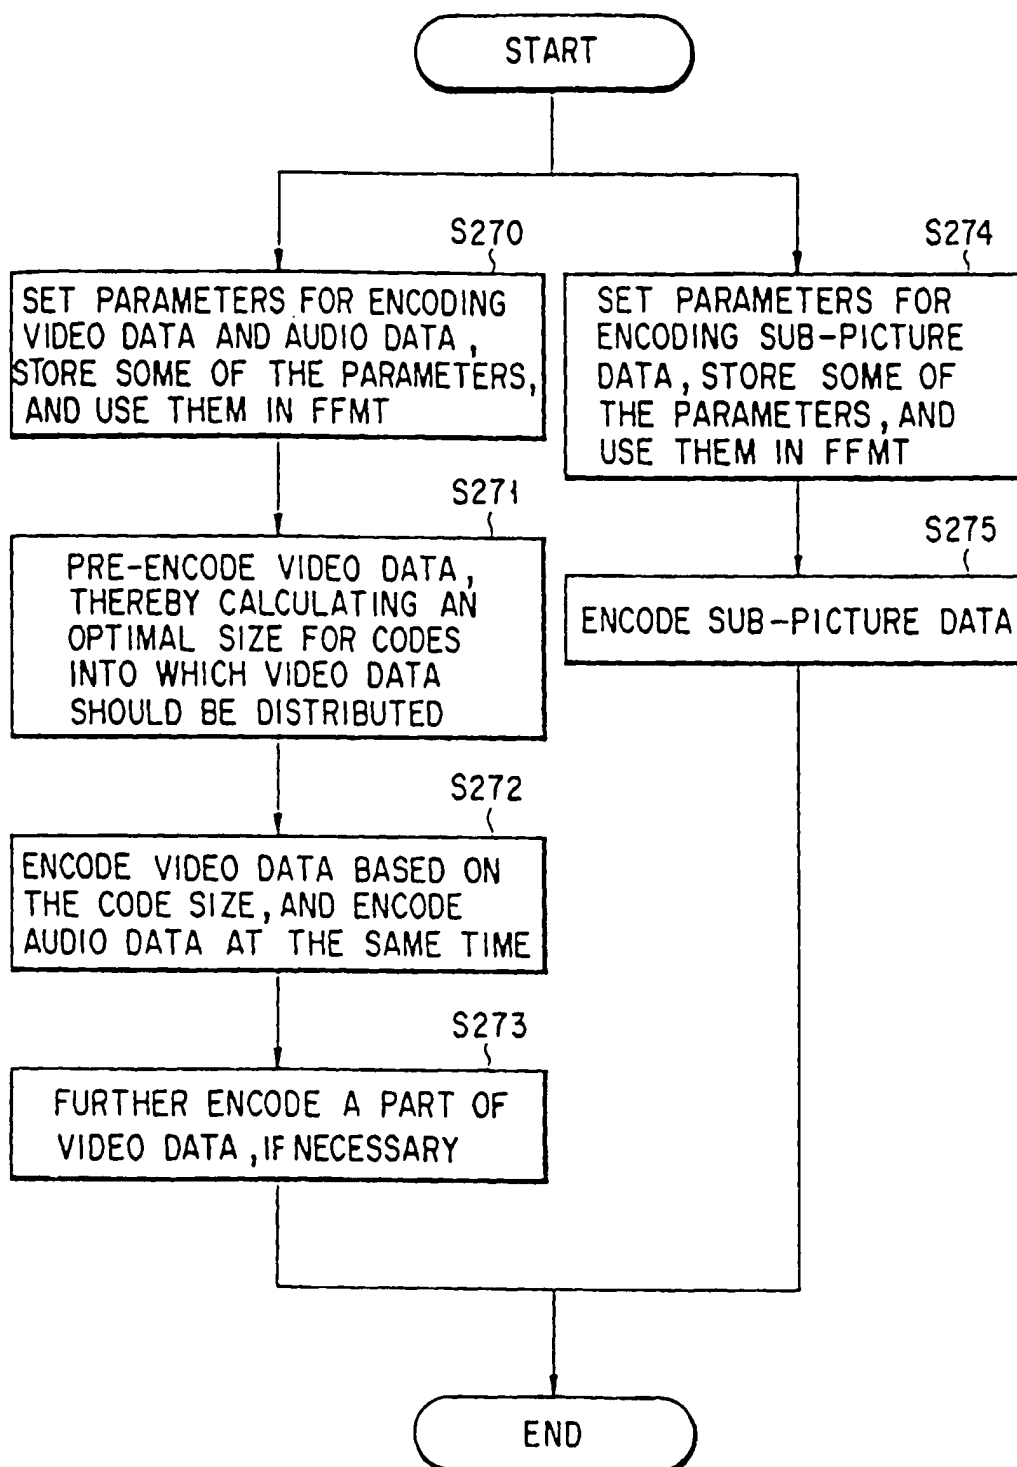 START
S270
SET PARAMETERS FOR ENCODING
VIDEO DATA AND AUDIO DATA,
STORE SOME OF THE PARAMETERS,
AND USE THEM IN FFMT
S271
PRE-ENCODE VIDEO DATA,
THEREBY CALCULATING AN
OPTIMAL SIZE FOR CODES
INTO WHICH VIDEO DATA
SHOULD BE DISTRIBUTED
S272
ENCODE VIDEO DATA BASED ON
THE CODE SIZE, AND ENCODE
AUDIO DATA AT THE SAME TIME
S273
FURTHER ENCODE A PART OF
VIDEO DATA, IF NECESSARY
S274
SET PARAMETERS FOR
ENCODING SUB-PICTURE
DATA, STORE SOME OF
THE PARAMETERS, AND
USE THEM IN FFMT
S275
ENCODE SUB-PICTURE DATA
END